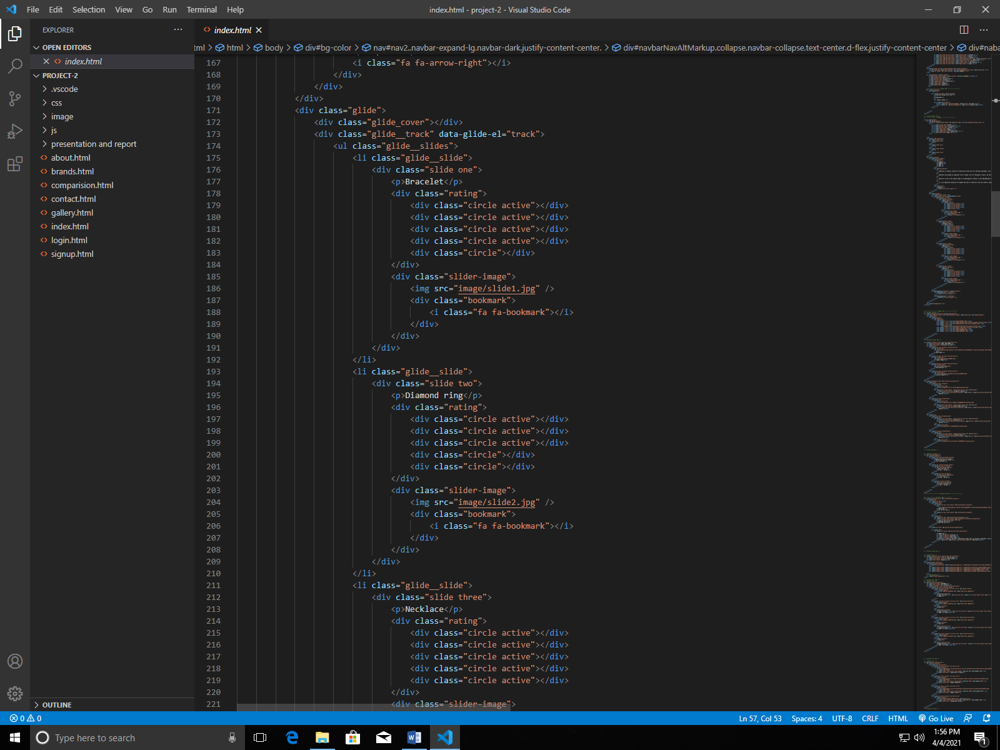 File Edit Selection View Go Run Terminal Help index.html - project-2 - Visual Studio Code
EXPLORER
OPEN EDITORS
index.html
PROJECT-2
.vscode
css
image
js
presentation and report
about.html
brands.html
comparision.html
contact.html
gallery.html
index.html
login.html
signup.html
OUTLINE
index.html
tml > html > body > div#bg-color > nav#nav2..navbar-expand-lg.navbar-dark.justify-content-center. > div#navbarNavAltMarkup.collapse.navbar-collapse.text-center.d-flex.justify-content-center > div#naba
167 <i class="fa fa-arrow-right"></i>
168 </div>
169 </div>
170 </div>
171 <div class="glide">
172 <div class="glide_cover"></div>
173 <div class="glide__track" data-glide-el="track">
174 <ul class="glide__slides">
175 <li class="glide__slide">
176 <div class="slide one">
177 <p>Bracelet</p>
178 <div class="rating">
179 <div class="circle active"></div>
180 <div class="circle active"></div>
181 <div class="circle active"></div>
182 <div class="circle active"></div>
183 <div class="circle"></div>
184 </div>
185 <div class="slider-image">
186 <img src="image/slide1.jpg" />
187 <div class="bookmark">
188 <i class="fa fa-bookmark"></i>
189 </div>
190 </div>
191 </div>
192 </li>
193 <li class="glide__slide">
194 <div class="slide two">
195 <p>Diamond ring</p>
196 <div class="rating">
197 <div class="circle active"></div>
198 <div class="circle active"></div>
199 <div class="circle active"></div>
200 <div class="circle"></div>
201 <div class="circle"></div>
202 </div>
203 <div class="slider-image">
204 <img src="image/slide2.jpg" />
205 <div class="bookmark">
206 <i class="fa fa-bookmark"></i>
207 </div>
208 </div>
209 </div>
210 </li>
211 <li class="glide__slide">
212 <div class="slide three">
213 <p>Necklace</p>
214 <div class="rating">
215 <div class="circle active"></div>
216 <div class="circle active"></div>
217 <div class="circle active"></div>
218 <div class="circle active"></div>
219 <div class="circle active"></div>
220 </div>
221 <div class="slider-image">
0 0 Ln 57, Col 53 Spaces: 4 UTF-8 CRLF HTML Go Live
Type here to search
1:56 PM
4/4/2021
1